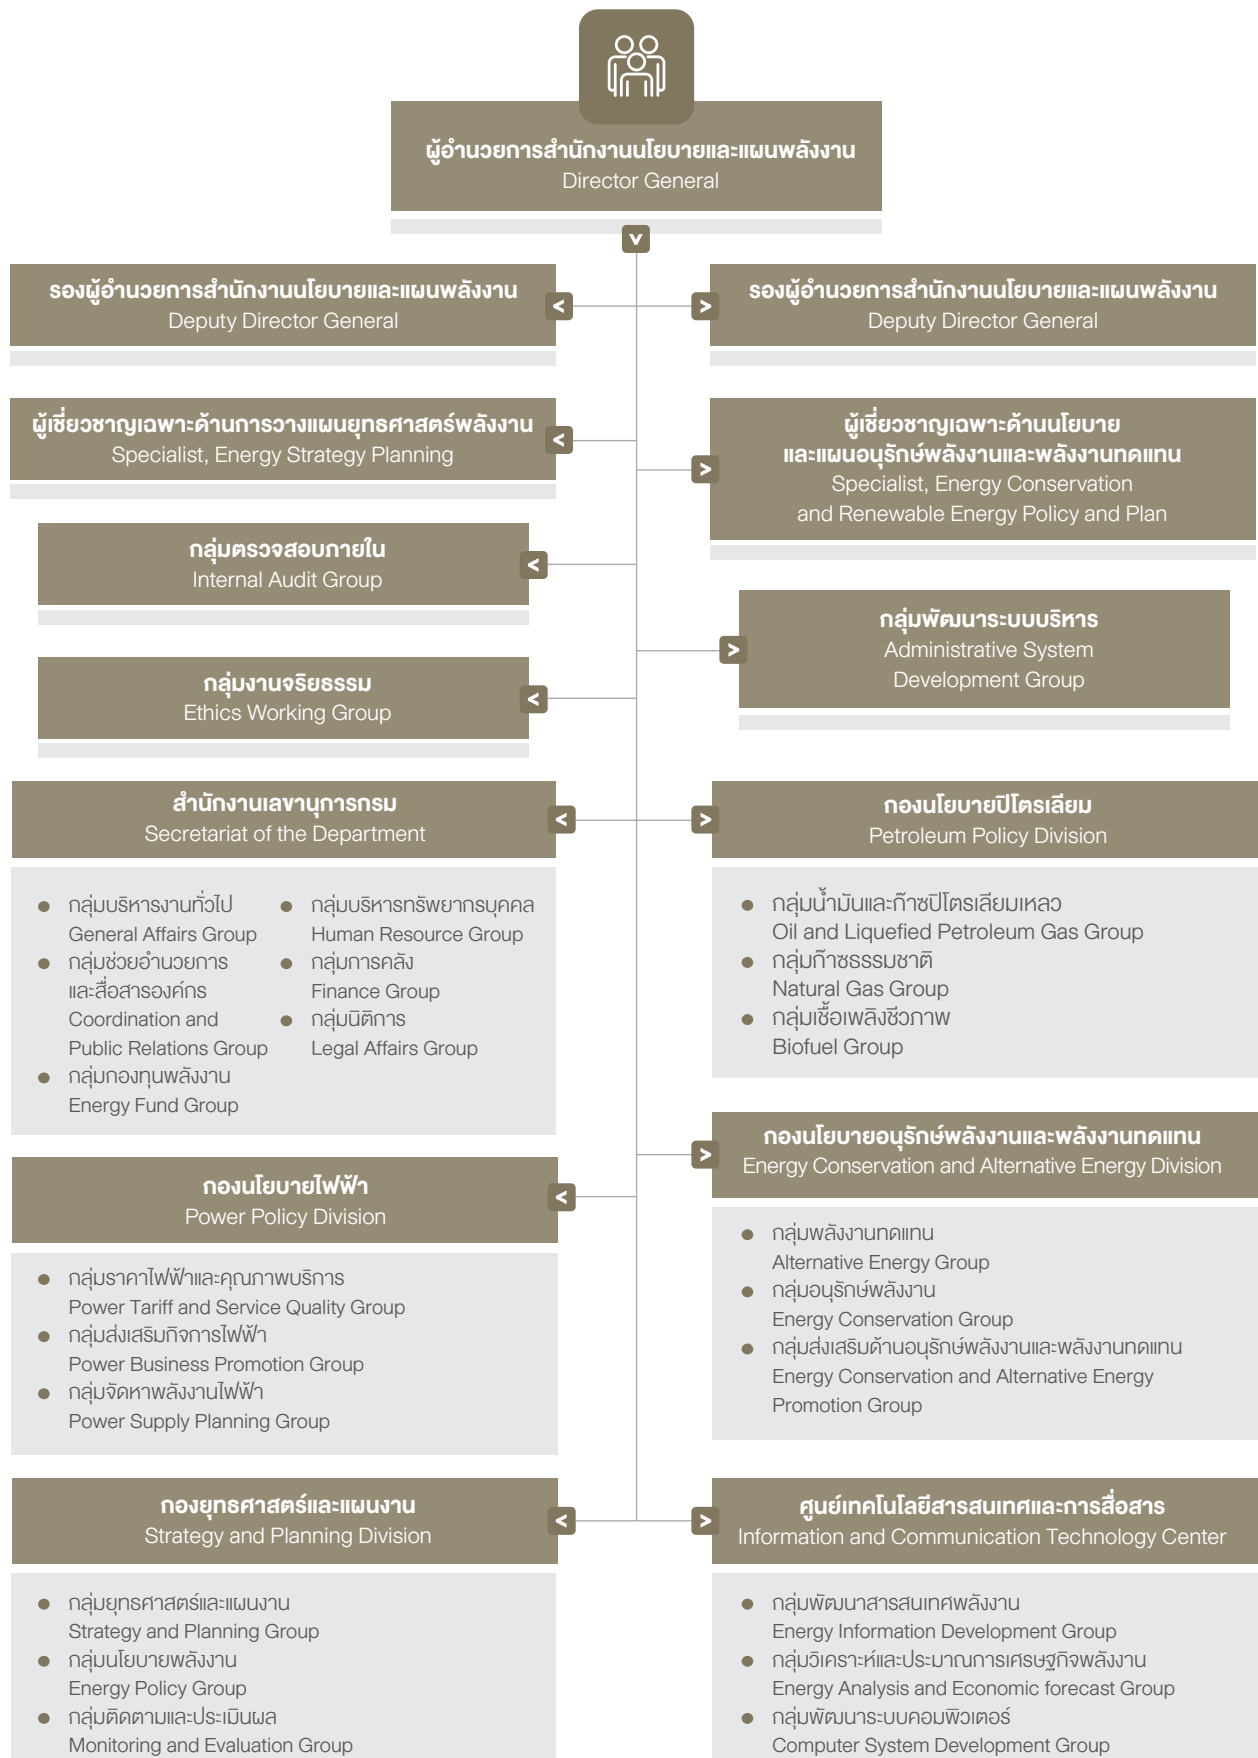 ผู้อำนวยการสำนักงานนโยบายและแผนพลังงาน
Director General
รองผู้อำนวยการสำนักงานนโยบายและแผนพลังงาน
Deputy Director General
รองผู้อำนวยการสำนักงานนโยบายและแผนพลังงาน
Deputy Director General
ผู้เชี่ยวชาญเฉพาะด้านการวางแผนยุทธศาสตร์พลังงาน
Specialist, Energy Strategy Planning
ผู้เชี่ยวชาญเฉพาะด้านนโยบาย
และแผนอนุรักษ์พลังงานและพลังงานทดแทน
Specialist, Energy Conservation
and Renewable Energy Policy and Plan
กลุ่มตรวจสอบภายใน
Internal Audit Group
กลุ่มพัฒนาระบบบริหาร
Administrative System
Development Group
กลุ่มงานจริยธรรม
Ethics Working Group
สำนักงานเลขานุการกรม
Secretariat of the Department
กลุ่มบริหารงานทั่วไป
General Affairs Group
กลุ่มช่วยอำนวยการ
และสื่อสารองค์กร
Coordination and
Public Relations Group
กลุ่มกองทุนพลังงาน
Energy Fund Group
กลุ่มบริหารทรัพยากรบุคคล
Human Resource Group
กลุ่มการคลัง
Finance Group
กลุ่มนิติการ
Legal Affairs Group
กองนโยบายปิโตรเลียม
Petroleum Policy Division
กลุ่มน้ำมันและก๊าซปิโตรเลียมเหลว
Oil and Liquefied Petroleum Gas Group
กลุ่มก๊าซธรรมชาติ
Natural Gas Group
กลุ่มเชื้อเพลิงชีวภาพ
Biofuel Group
กองนโยบายไฟฟ้า
Power Policy Division
กลุ่มราคาไฟฟ้าและคุณภาพบริการ
Power Tariff and Service Quality Group
กลุ่มส่งเสริมกิจการไฟฟ้า
Power Business Promotion Group
กลุ่มจัดหาพลังงานไฟฟ้า
Power Supply Planning Group
กองนโยบายอนุรักษ์พลังงานและพลังงานทดแทน
Energy Conservation and Alternative Energy Division
กลุ่มพลังงานทดแทน
Alternative Energy Group
กลุ่มอนุรักษ์พลังงาน
Energy Conservation Group
กลุ่มส่งเสริมด้านอนุรักษ์พลังงานและพลังงานทดแทน
Energy Conservation and Alternative Energy
Promotion Group
กองยุทธศาสตร์และแผนงาน
Strategy and Planning Division
กลุ่มยุทธศาสตร์และแผนงาน
Strategy and Planning Group
กลุ่มนโยบายพลังงาน
Energy Policy Group
กลุ่มติดตามและประเมินผล
Monitoring and Evaluation Group
ศูนย์เทคโนโลยีสารสนเทศและการสื่อสาร
Information and Communication Technology Center
กลุ่มพัฒนาสารสนเทศพลังงาน
Energy Information Development Group
กลุ่มวิเคราะห์และประมาณการเศรษฐกิจพลังงาน
Energy Analysis and Economic forecast Group
กลุ่มพัฒนาระบบคอมพิวเตอร์
Computer System Development Group